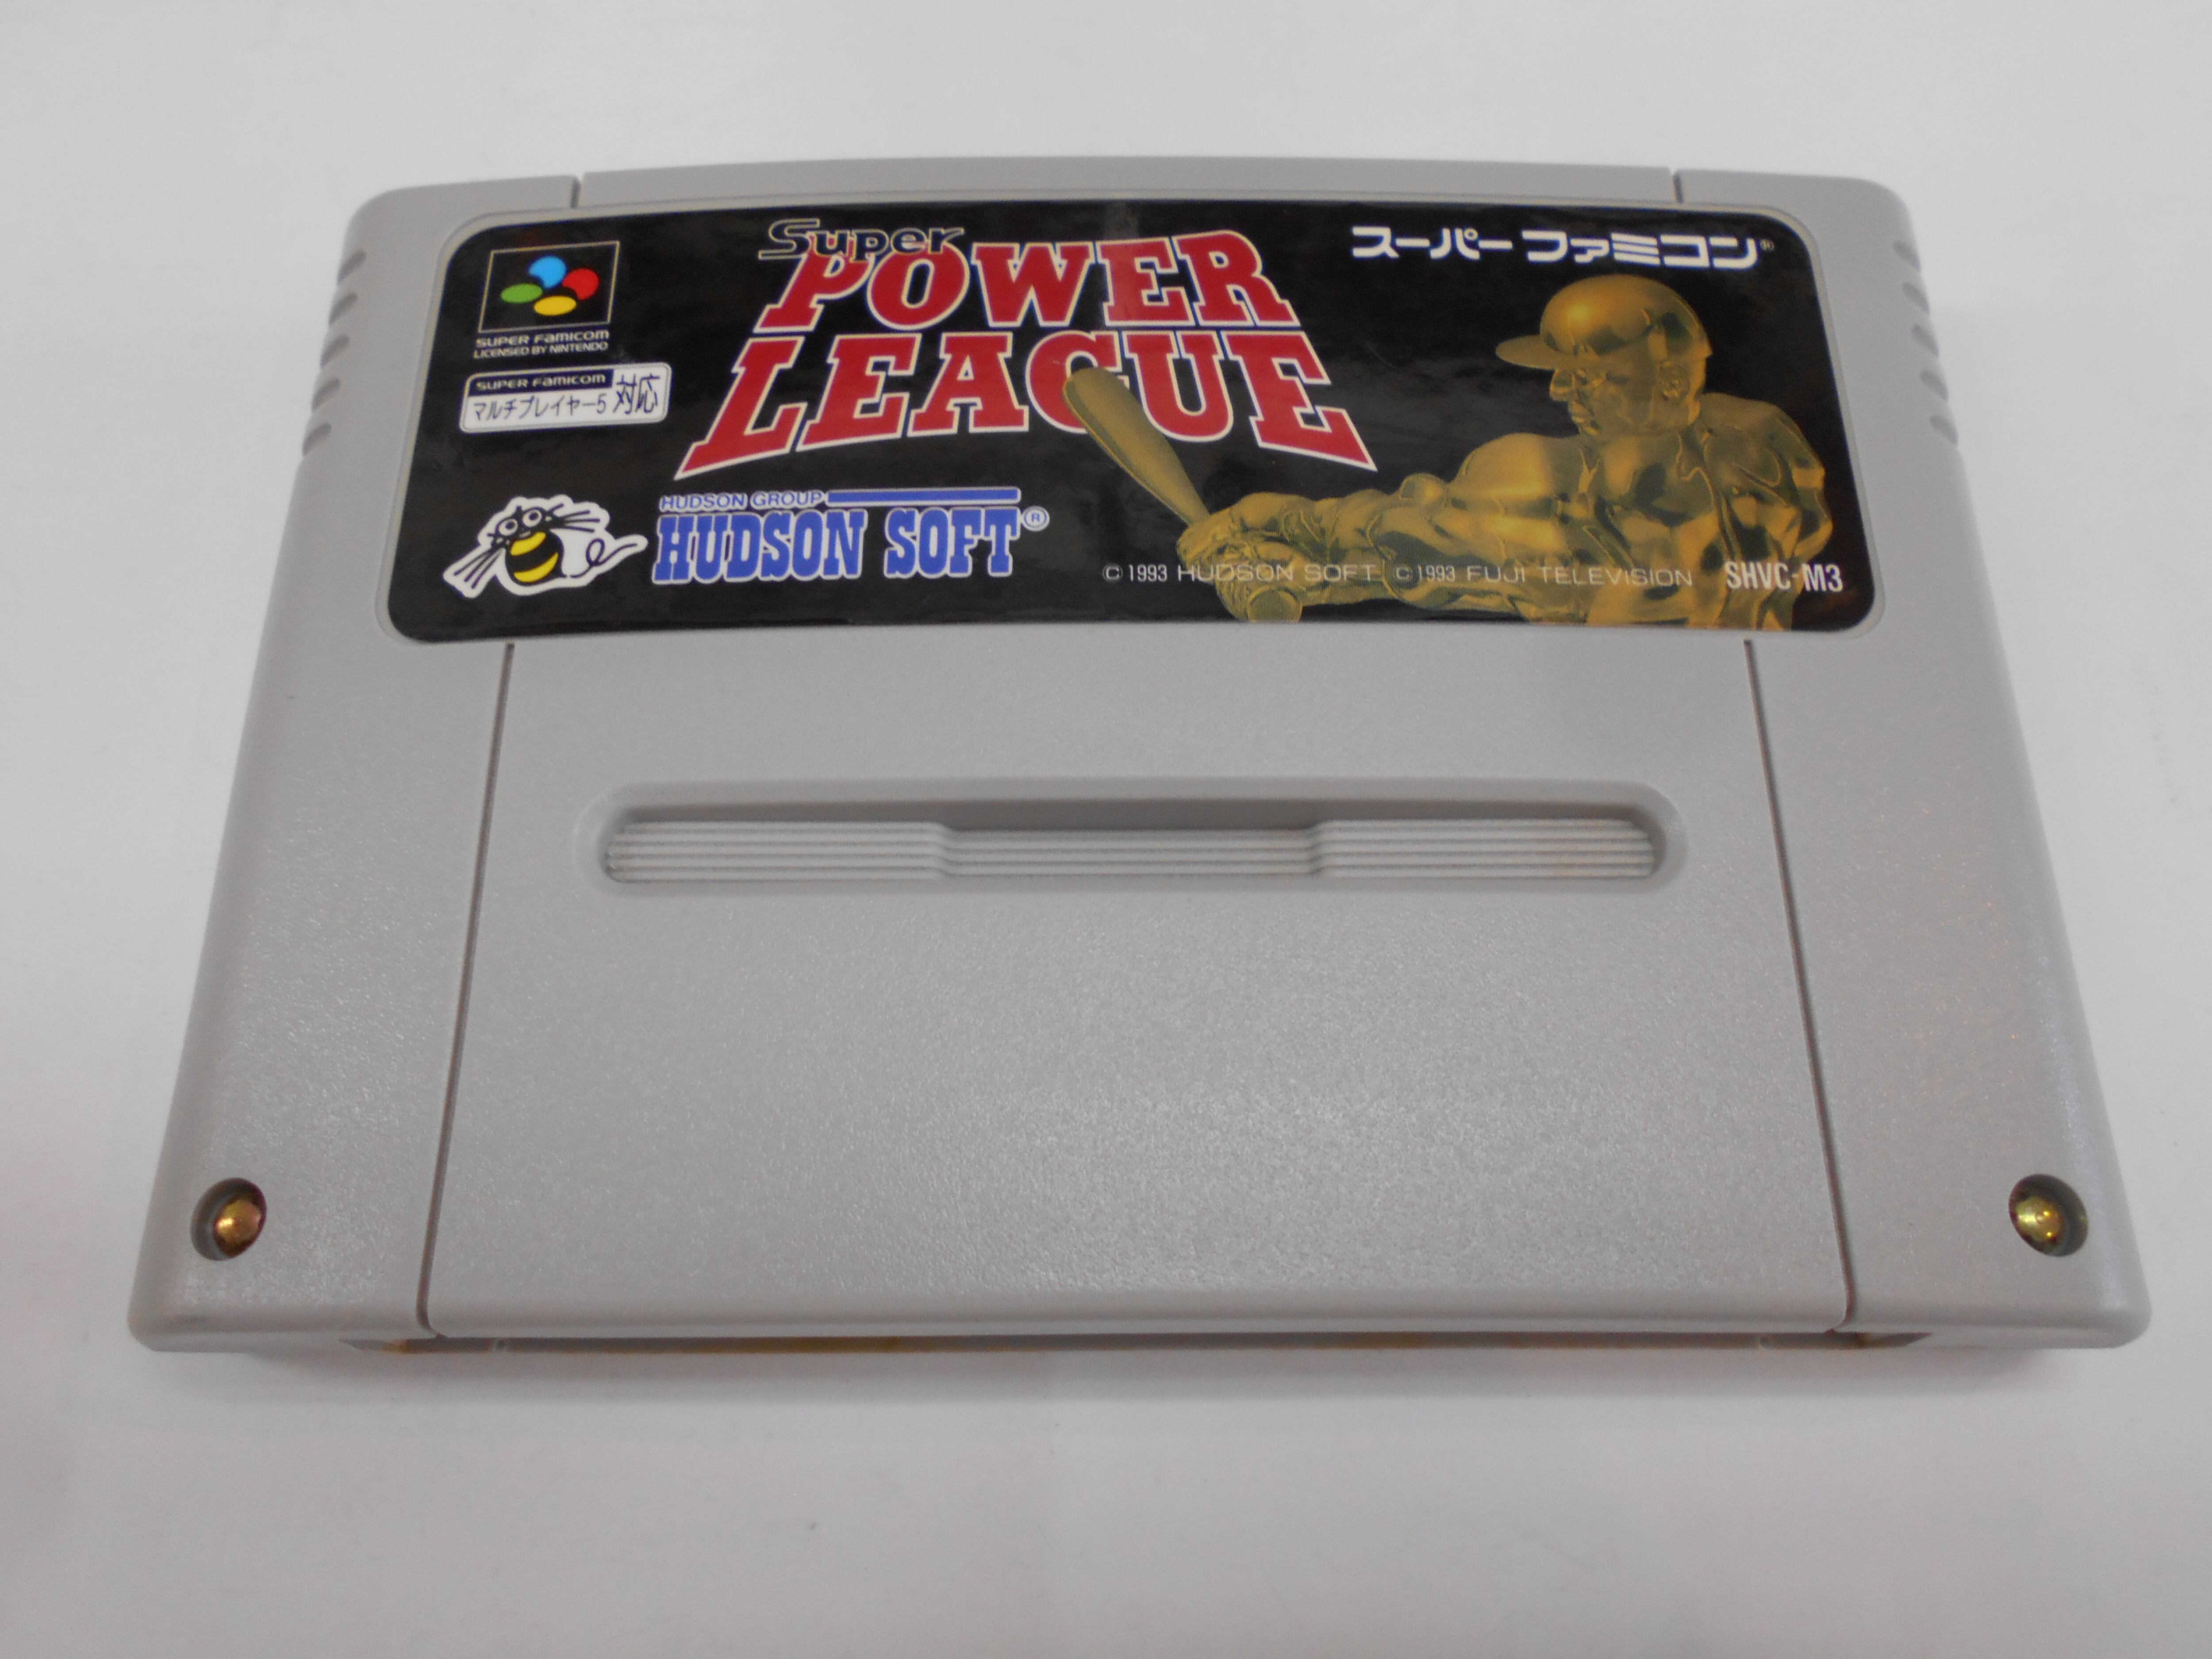 Super
POWER
LEAGUE
スーパーファミコン®
SUPER FAMICOM
LICENSED BY NINTENDO
SUPER FAMICOM
マルチプレイヤー5 対応
HUDSON GROUP
HUDSON SOFT®
© 1993 HUDSON SOFT © 1993 FUJI TELEVISION SHVC-M3